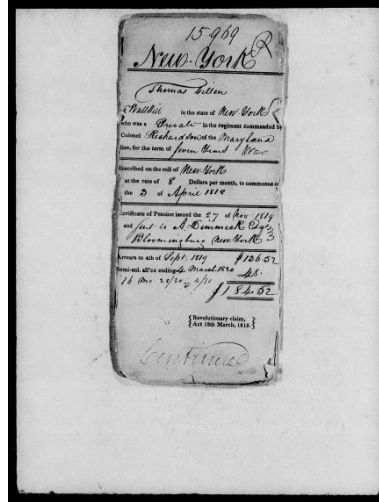 15969
New-York
Thomas Dillen
Wallkill in the state of New York
who was a Private in the regiment commanded by
Colonel Richardson of the Maryland
line, for the term of seven Years War
Inscribed on the roll of New York
at the rate of 8 Dollars per month, to commence on
the 3 of April 1818
Certificate of Pension issued the 27 of Nov 1819
and sent to A. Dimmick Esqr
Bloomingburg New York
Arrears to 4th of Sept. 1819 $136.52
Semi-anl. all'ce ending 4 March 1820 48.
$184.52
{Revolutionary claim,}
{Act 18th March, 1818.}
Continued